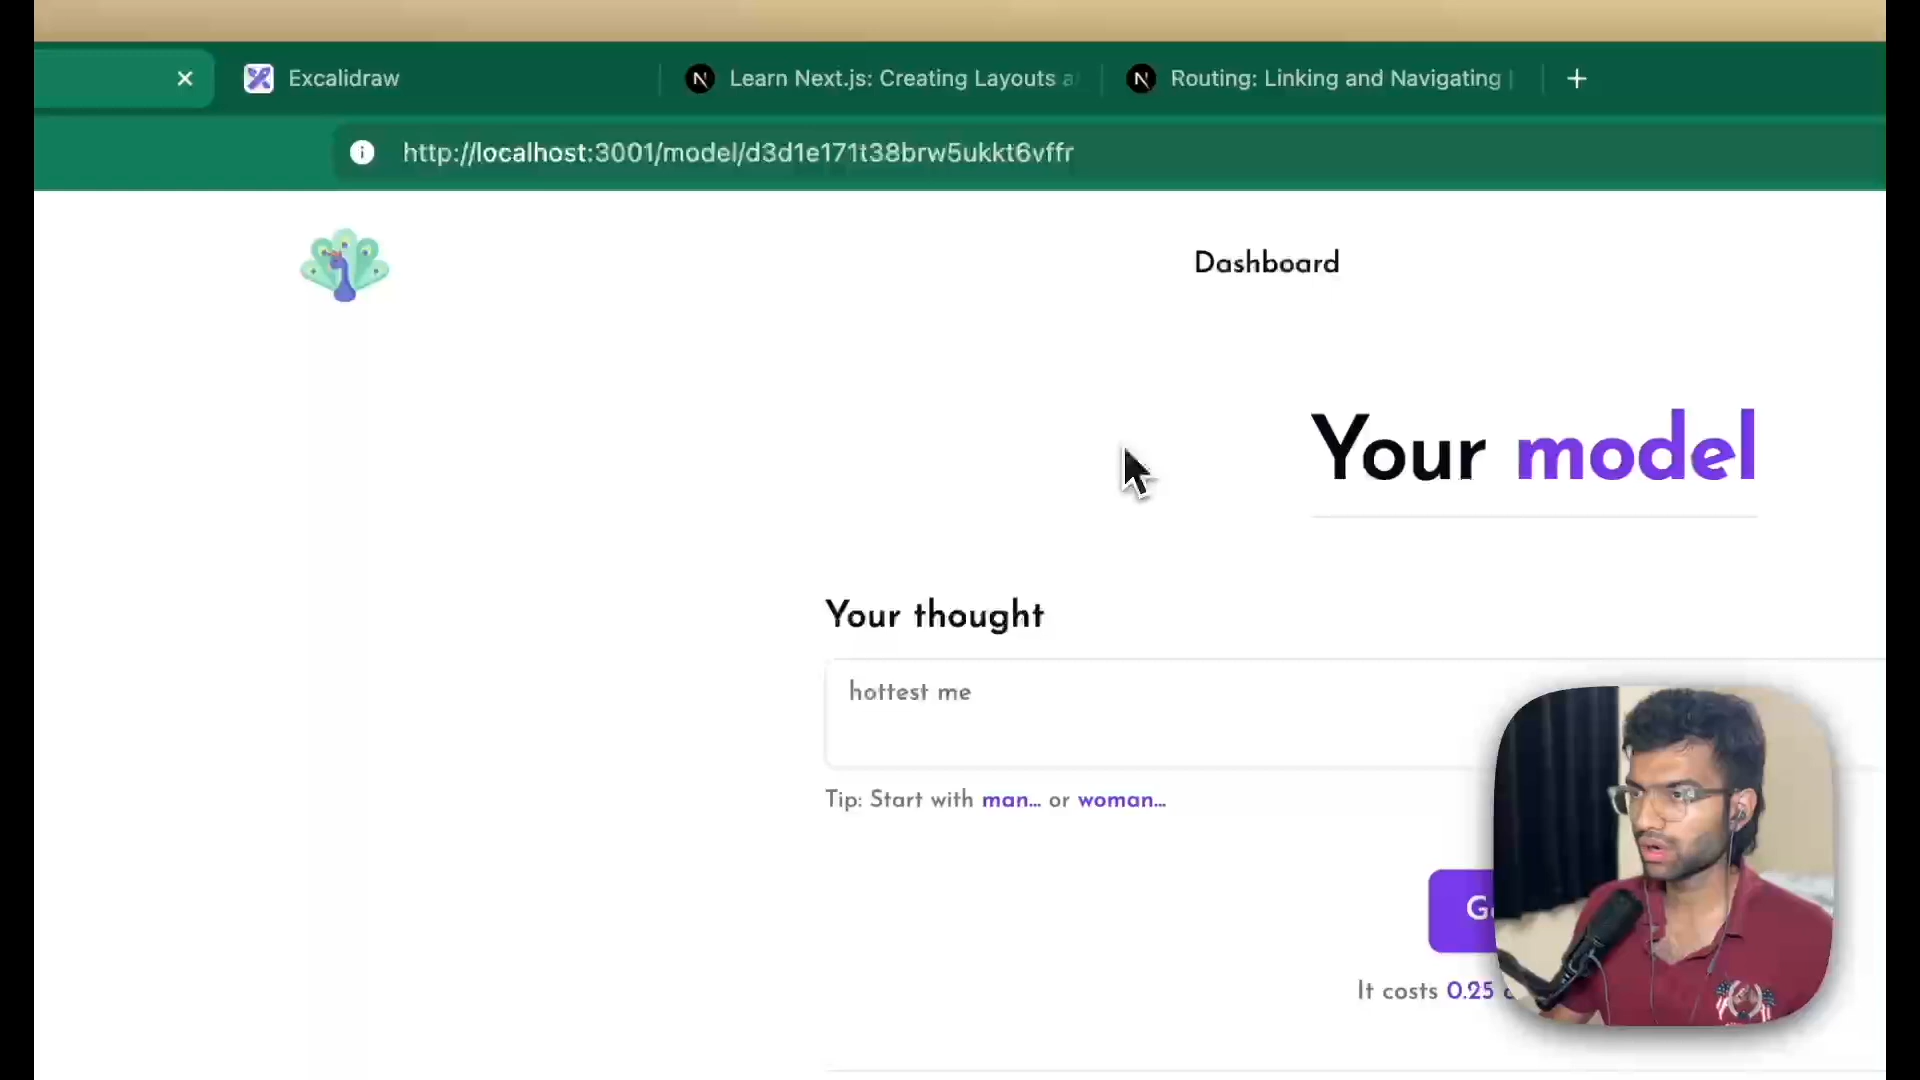 Excalidraw
Learn Next.js: Creating Layouts a
Routing: Linking and Navigating
http://localhost:3001/model/d3d1e171t38brw5ukkt6vffr
Dashboard
Your model
Your thought
hottest me
Tip: Start with man... or woman...
It costs 0.25